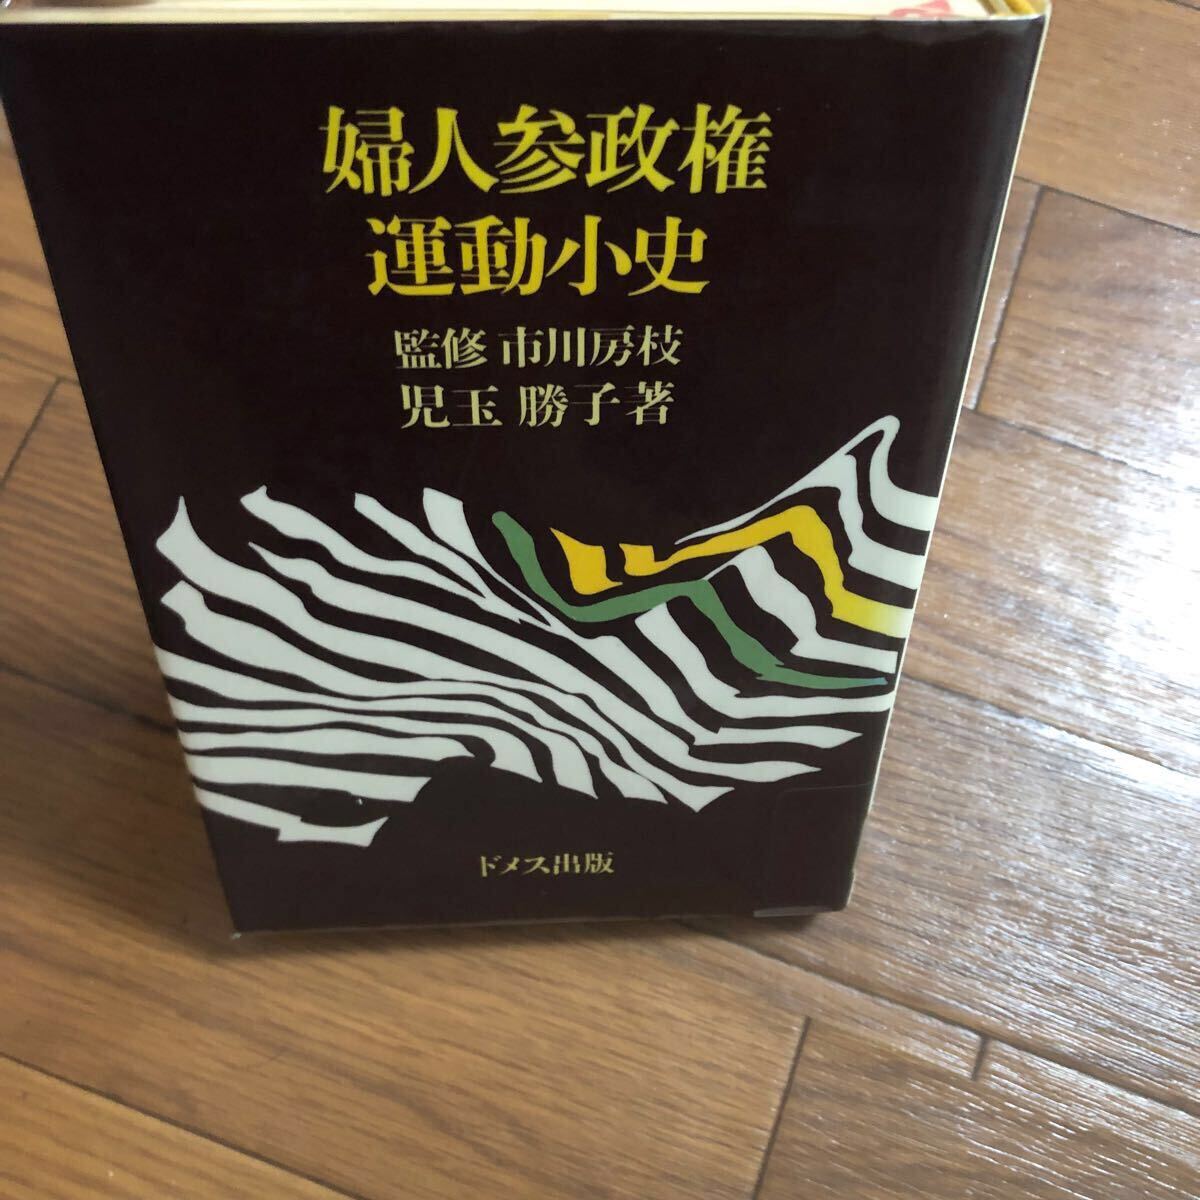 婦人参政権
運動小史
監修 市川房枝
児玉 勝子 著
ドメス出版